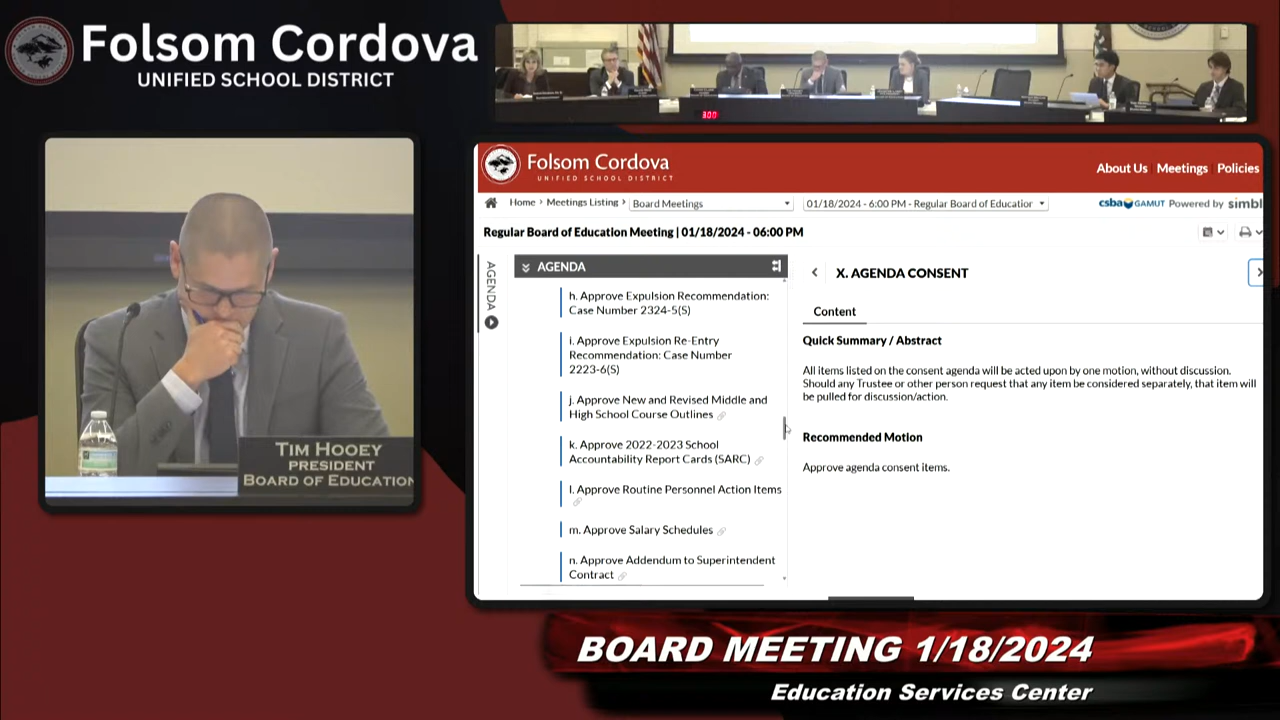 Folsom Cordova
UNIFIED SCHOOL DISTRICT
300
TIM HOOEY
PRESIDENT
BOARD OF EDUCATION
Folsom Cordova
UNIFIED SCHOOL DISTRICT
About Us Meetings Policies
Home > Meetings Listing > Board Meetings 01/18/2024 - 6:00 PM - Regular Board of Educatior csba GAMUT Powered by simbl
Regular Board of Education Meeting | 01/18/2024 - 06:00 PM
AGENDA
AGENDA
h. Approve Expulsion Recommendation:
Case Number 2324-5(S)
i. Approve Expulsion Re-Entry
Recommendation: Case Number
2223-6(S)
j. Approve New and Revised Middle and
High School Course Outlines
k. Approve 2022-2023 School
Accountability Report Cards (SARC)
l. Approve Routine Personnel Action Items
m. Approve Salary Schedules
n. Approve Addendum to Superintendent
Contract
X. AGENDA CONSENT
Content
Quick Summary / Abstract
All items listed on the consent agenda will be acted upon by one motion, without discussion.
Should any Trustee or other person request that any item be considered separately, that item will
be pulled for discussion/action.
Recommended Motion
Approve agenda consent items.
BOARD MEETING 1/18/2024
Education Services Center